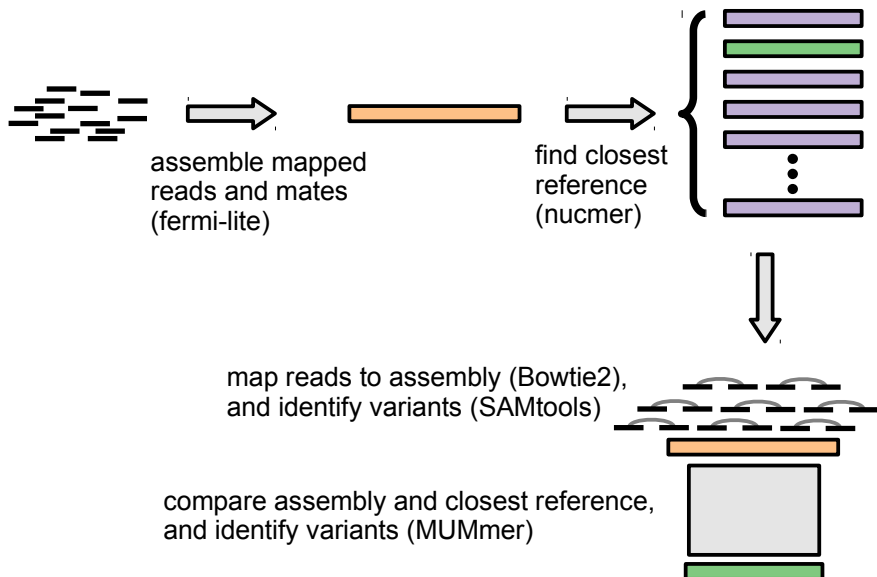 assemble mapped
reads and mates
(fermi-lite)
find closest
reference
(nucmer)
map reads to assembly (Bowtie2),
and identify variants (SAMtools)
compare assembly and closest reference,
and identify variants (MUMmer)